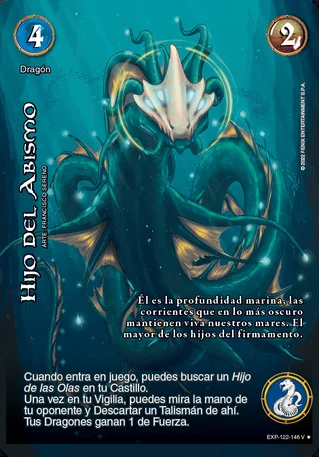 4
2
Dragón
HIJO DEL ABISMO
ARTE: FRANCISCO SERENO
© 2022 FENIX ENTERTAINMENT S.P.A.
Él es la profundidad marina, las
corrientes que en lo más oscuro
mantienen viva nuestros mares. El
mayor de los hijos del firmamento.
Cuando entra en juego, puedes buscar un Hijo
de las Olas en tu Castillo.
Una vez en tu Vigilia, puedes mira la mano de
tu oponente y Descartar un Talismán de ahí.
Tus Dragones ganan 1 de Fuerza.
EXP-122-146 V ★